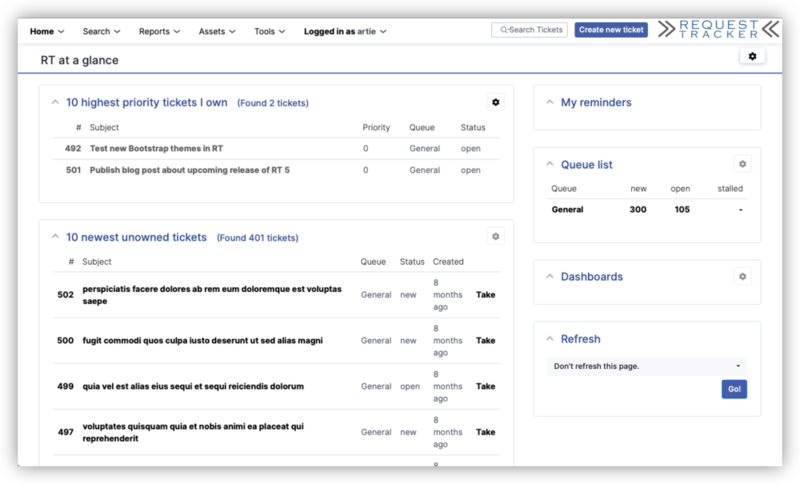 Home Search Reports Assets Tools Logged in as artie Search Tickets Create new ticket REQUEST TRACKER
RT at a glance
10 highest priority tickets I own (Found 2 tickets)
# Subject Priority Queue Status
492 Test new Bootstrap themes in RT 0 General open
501 Publish blog post about upcoming release of RT 5 0 General open
10 newest unowned tickets (Found 401 tickets)
# Subject Queue Status Created
502 perspiciatis facere dolores ab rem eum doloremque est voluptas saepe General new 8 months ago Take
500 fugit commodi quos culpa iusto deserunt ut sed alias magni General new 8 months ago Take
499 quia vel est alias eius sequi et sequi reiciendis dolorum General open 8 months ago Take
497 voluptates quisquam quia et nobis animi ea placeat qui reprehenderit General new 8 months ago Take
My reminders
Queue list
Queue new open stalled
General 300 105 -
Dashboards
Refresh
Don't refresh this page.
Go!